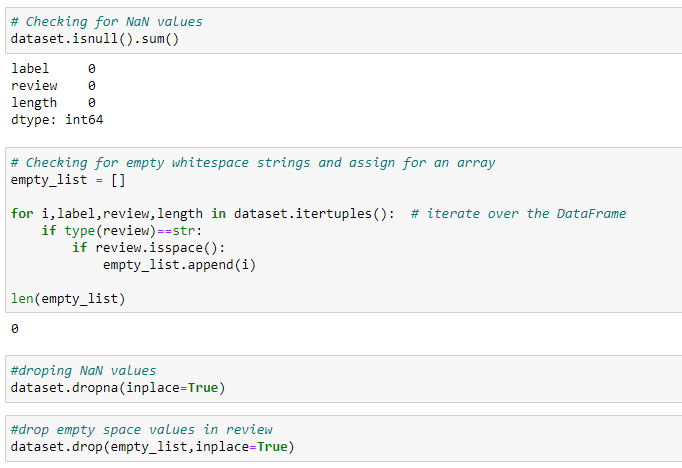 # Checking for NaN values
dataset.isnull().sum()
label     0
review    0
length    0
dtype: int64
# Checking for empty whitespace strings and assign for an array
empty_list = []
for i,label,review,length in dataset.itertuples():  # iterate over the DataFrame
    if type(review)==str:
        if review.isspace():
            empty_list.append(i)
len(empty_list)
0
#droping NaN values
dataset.dropna(inplace=True)
#drop empty space values in review
dataset.drop(empty_list,inplace=True)